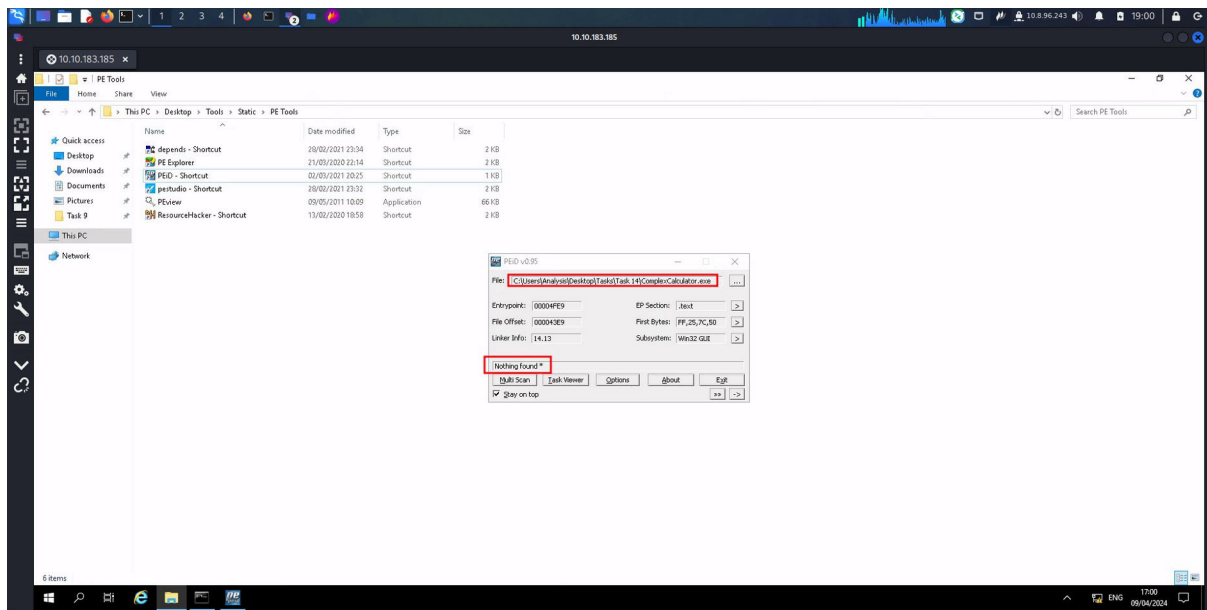 1 2 3 4 2 10.8.96.243 19:00
10.10.183.185
10.10.183.185
PE Tools
File Home Share View
This PC > Desktop > Tools > Static > PE Tools
Search PE Tools
Name Date modified Type Size
Quick access
Desktop
Downloads
Documents
Pictures
Task 9
This PC
Network
depends - Shortcut 28/02/2021 23:34 Shortcut 2 KB
PE Explorer 21/03/2020 22:14 Shortcut 2 KB
PEiD - Shortcut 02/03/2021 20:25 Shortcut 1 KB
pestudio - Shortcut 28/02/2021 23:32 Shortcut 2 KB
PEview 09/05/2011 10:09 Application 66 KB
ResourceHacker - Shortcut 13/02/2020 18:58 Shortcut 2 KB
PEiD v0.95
File: C:\Users\Analysis\Desktop\Tasks\Task 14\ComplexCalculator.exe ...
Entrypoint: 00004FE9 EP Section: .text >
File Offset: 000043E9 First Bytes: FF,25,7C,50 >
Linker Info: 14.13 Subsystem: Win32 GUI >
Nothing found *
Multi Scan Task Viewer Options About Exit
Stay on top >> ->
6 items
ENG 17:00
09/04/2024